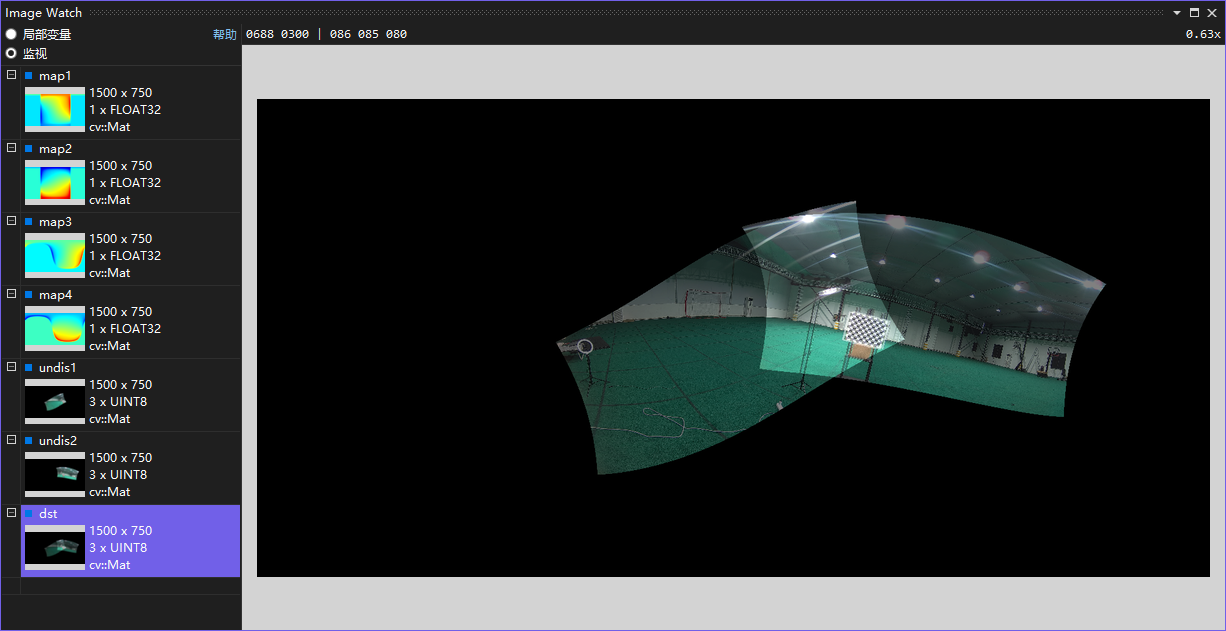 Image Watch
局部变量 帮助 0688 0300 | 086 085 080 0.63x
监视
map1
1500 x 750
1 x FLOAT32
cv::Mat
map2
1500 x 750
1 x FLOAT32
cv::Mat
map3
1500 x 750
1 x FLOAT32
cv::Mat
map4
1500 x 750
1 x FLOAT32
cv::Mat
undis1
1500 x 750
3 x UINT8
cv::Mat
undis2
1500 x 750
3 x UINT8
cv::Mat
dst
1500 x 750
3 x UINT8
cv::Mat